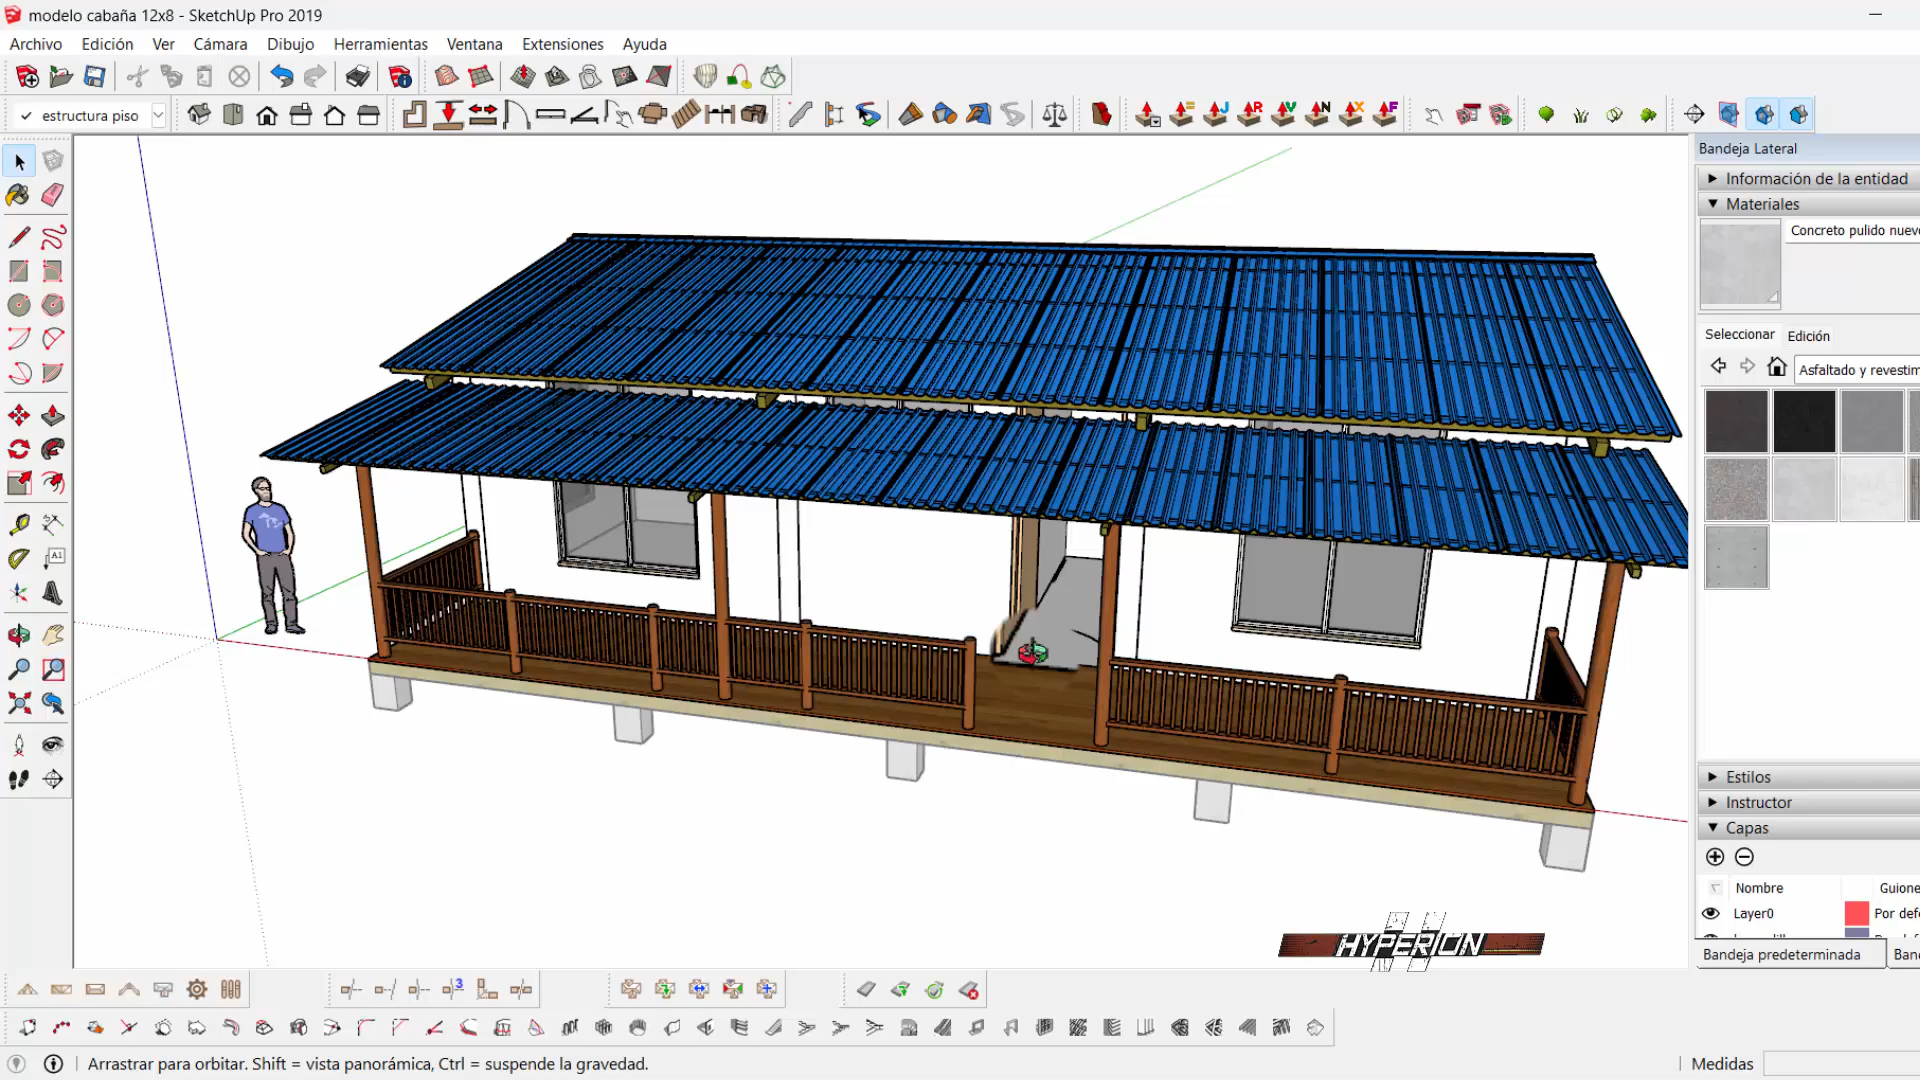 modelo cabaña 12x8 - SketchUp Pro 2019
Archivo Edición Ver Cámara Dibujo Herramientas Ventana Extensiones Ayuda
estructura piso
Bandeja Lateral
Información de la entidad
Materiales
Concreto pulido nuevo
Seleccionar Edición
Asfaltado y revestim
Estilos
Instructor
Capas
Nombre Guione
Layer0 Por defe
Bandeja predeterminada Ban
HYPERION
Arrastrar para orbitar. Shift = vista panorámica, Ctrl = suspende la gravedad.
Medidas